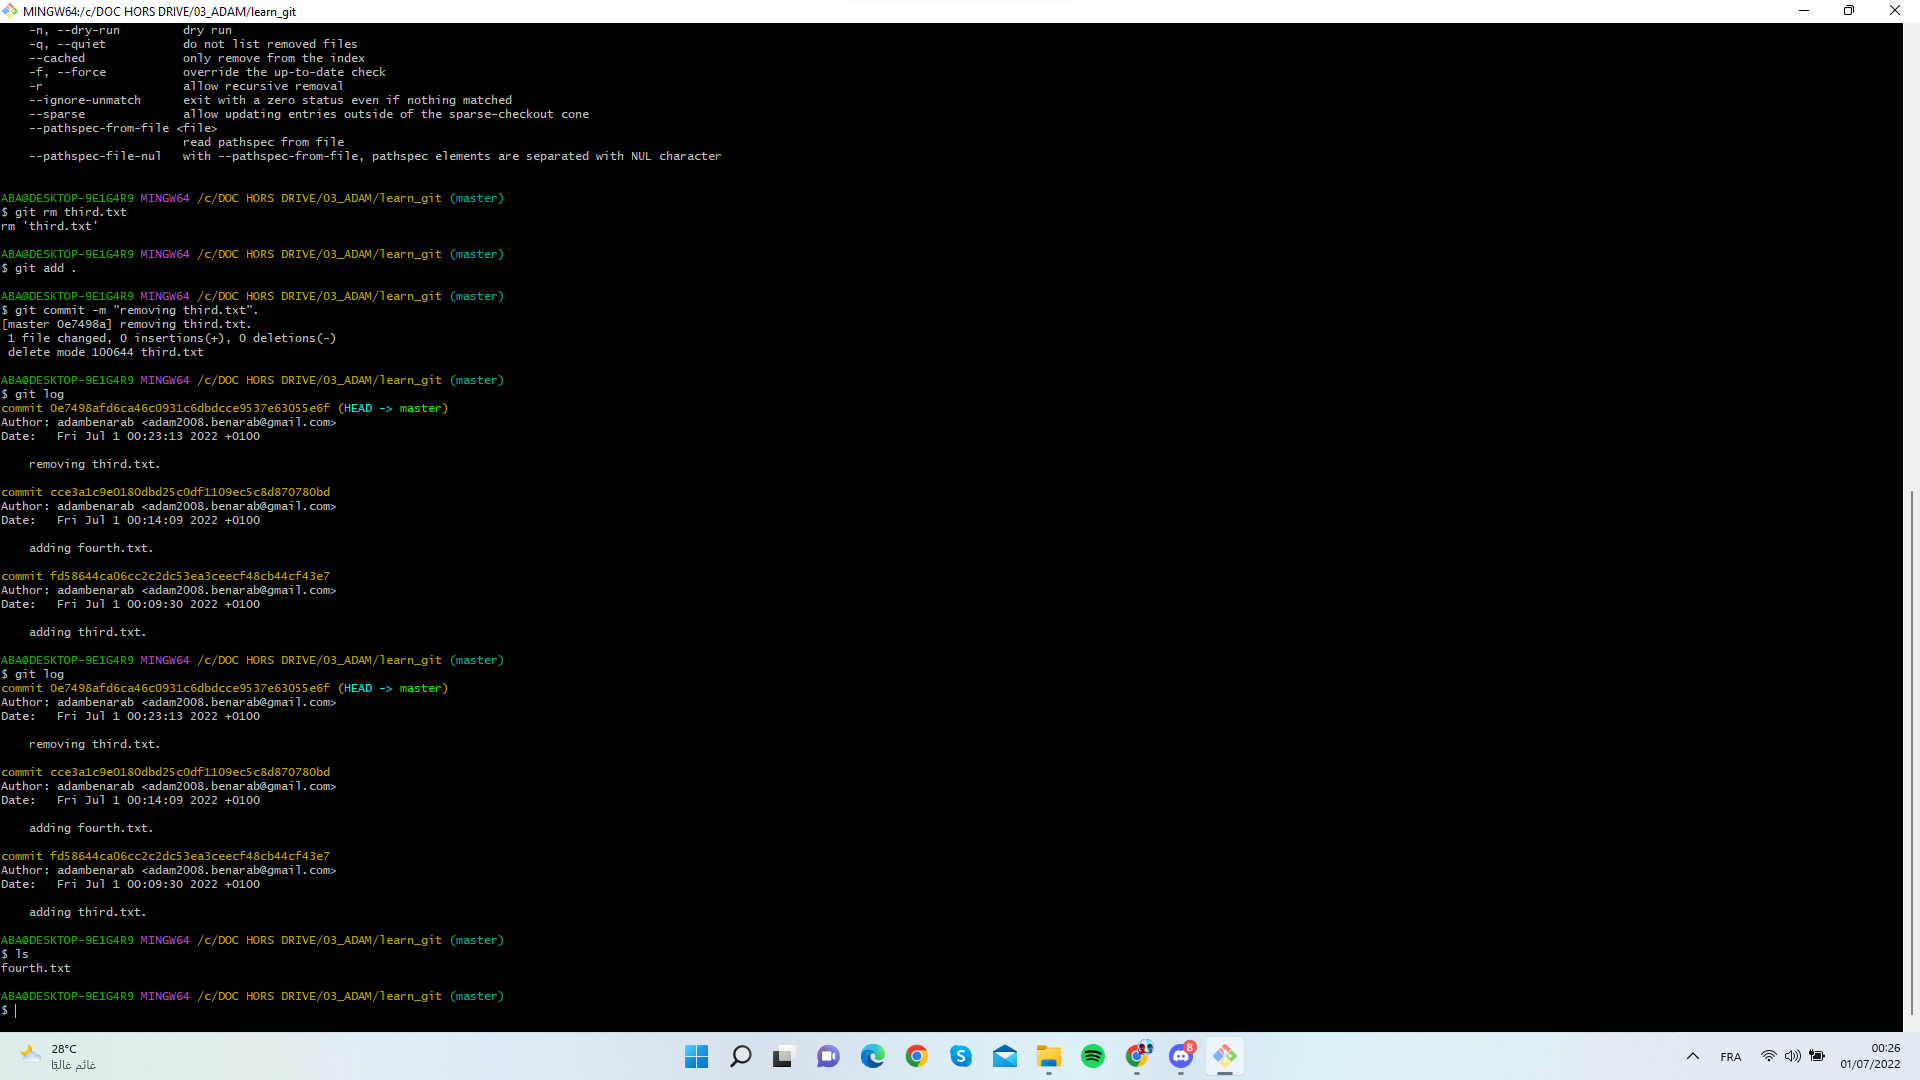 MINGW64:/c/DOC HORS DRIVE/03_ADAM/learn_git
-n, --dry-run         dry run
-q, --quiet           do not list removed files
--cached              only remove from the index
-f, --force           override the up-to-date check
-r                    allow recursive removal
--ignore-unmatch      exit with a zero status even if nothing matched
--sparse              allow updating entries outside of the sparse-checkout cone
--pathspec-from-file <file>
read pathspec from file
--pathspec-file-nul   with --pathspec-from-file, pathspec elements are separated with NUL character
ABA@DESKTOP-9E1G4R9 MINGW64 /c/DOC HORS DRIVE/03_ADAM/learn_git (master)
$ git rm third.txt
rm 'third.txt'
ABA@DESKTOP-9E1G4R9 MINGW64 /c/DOC HORS DRIVE/03_ADAM/learn_git (master)
$ git add .
ABA@DESKTOP-9E1G4R9 MINGW64 /c/DOC HORS DRIVE/03_ADAM/learn_git (master)
$ git commit -m "removing third.txt".
[master 0e7498a] removing third.txt.
1 file changed, 0 insertions(+), 0 deletions(-)
delete mode 100644 third.txt
ABA@DESKTOP-9E1G4R9 MINGW64 /c/DOC HORS DRIVE/03_ADAM/learn_git (master)
$ git log
commit 0e7498afd6ca46c0931c6dbdcce9537e63055e6f (HEAD -> master)
Author: adambenarab <adam2008.benarab@gmail.com>
Date:   Fri Jul 1 00:23:13 2022 +0100
removing third.txt.
commit cce3a1c9e0180dbd25c0df1109ec5c8d870780bd
Author: adambenarab <adam2008.benarab@gmail.com>
Date:   Fri Jul 1 00:14:09 2022 +0100
adding fourth.txt.
commit fd58644ca06cc2c2dc53ea3ceecf48cb44cf43e7
Author: adambenarab <adam2008.benarab@gmail.com>
Date:   Fri Jul 1 00:09:30 2022 +0100
adding third.txt.
ABA@DESKTOP-9E1G4R9 MINGW64 /c/DOC HORS DRIVE/03_ADAM/learn_git (master)
$ git log
commit 0e7498afd6ca46c0931c6dbdcce9537e63055e6f (HEAD -> master)
Author: adambenarab <adam2008.benarab@gmail.com>
Date:   Fri Jul 1 00:23:13 2022 +0100
removing third.txt.
commit cce3a1c9e0180dbd25c0df1109ec5c8d870780bd
Author: adambenarab <adam2008.benarab@gmail.com>
Date:   Fri Jul 1 00:14:09 2022 +0100
adding fourth.txt.
commit fd58644ca06cc2c2dc53ea3ceecf48cb44cf43e7
Author: adambenarab <adam2008.benarab@gmail.com>
Date:   Fri Jul 1 00:09:30 2022 +0100
adding third.txt.
ABA@DESKTOP-9E1G4R9 MINGW64 /c/DOC HORS DRIVE/03_ADAM/learn_git (master)
$ ls
fourth.txt
ABA@DESKTOP-9E1G4R9 MINGW64 /c/DOC HORS DRIVE/03_ADAM/learn_git (master)
$
28°C
غائم غالبًا
8
FRA
00:26
01/07/2022